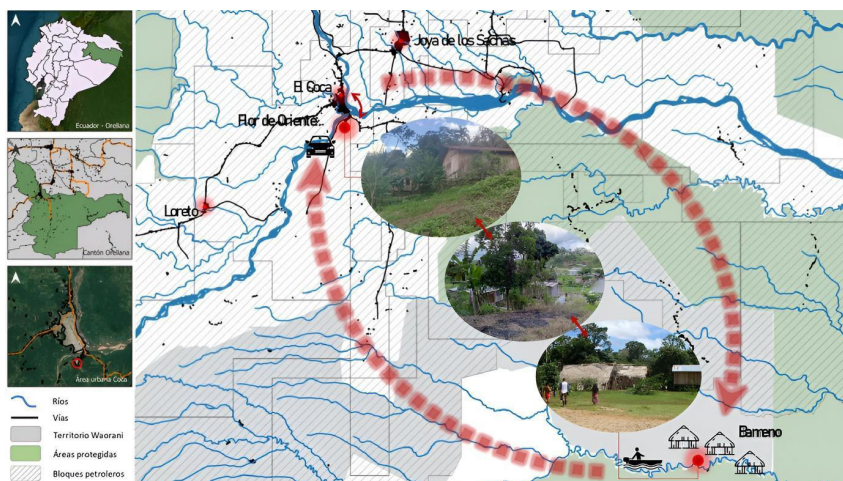 Ecuador - Orellana
Cantón Orellana
Área urbana Coca
Ríos
Vías
Territorio Waorani
Áreas protegidas
Bloques petroleros
Joya de los Sachas
El Coca
Flor de Oriente
Loreto
Bameno